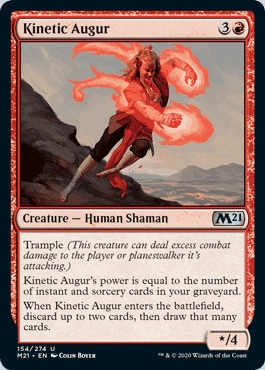 Kinetic Augur 3
Creature — Human Shaman M21
Trample (This creature can deal excess combat
damage to the player or planeswalker it's
attacking.)
Kinetic Augur's power is equal to the number
of instant and sorcery cards in your graveyard.
When Kinetic Augur enters the battlefield,
discard up to two cards, then draw that many
cards.
*/4
154/274 U
M21 • EN COLIN BOYER ™ & © 2020 Wizards of the Coast